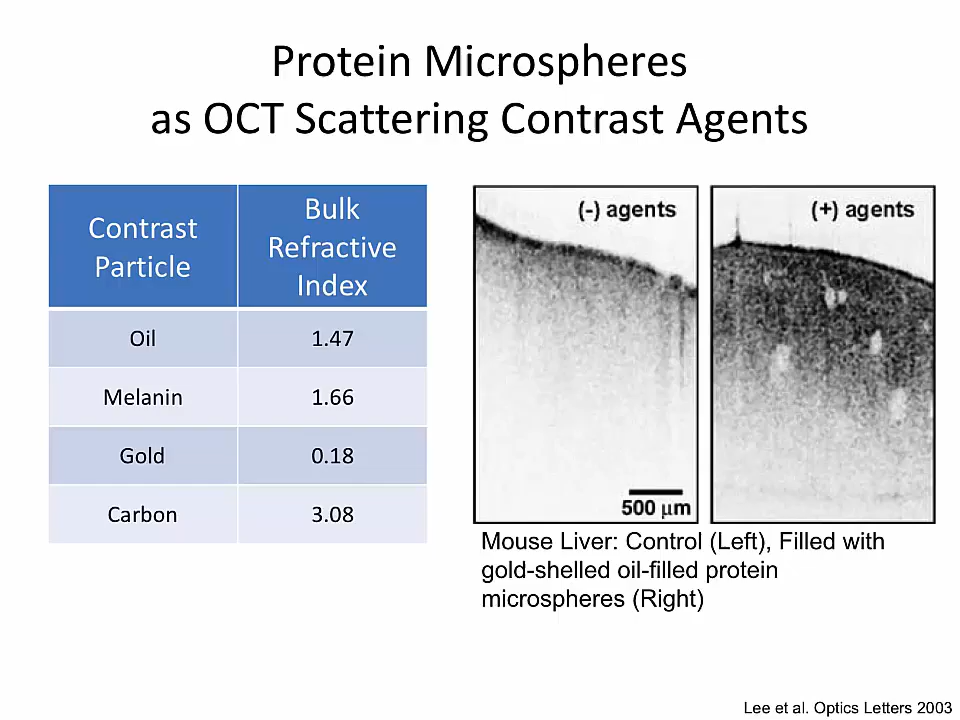 Protein Microspheres
as OCT Scattering Contrast Agents
Contrast
Particle
Bulk
Refractive
Index
Oil 1.47
Melanin 1.66
Gold 0.18
Carbon 3.08
(-) agents
(+) agents
500 μm
Mouse Liver: Control (Left), Filled with
gold-shelled oil-filled protein
microspheres (Right)
Lee et al. Optics Letters 2003